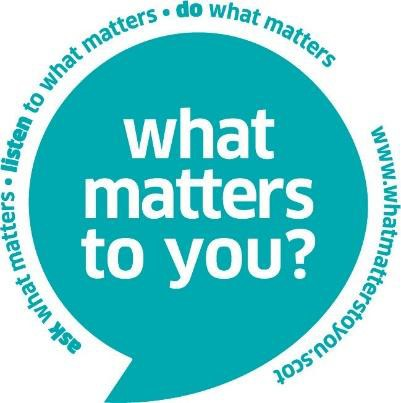 ask what matters • listen to what matters • do what matters
what
matters
to you?
www.whatmatterstoyou.scot